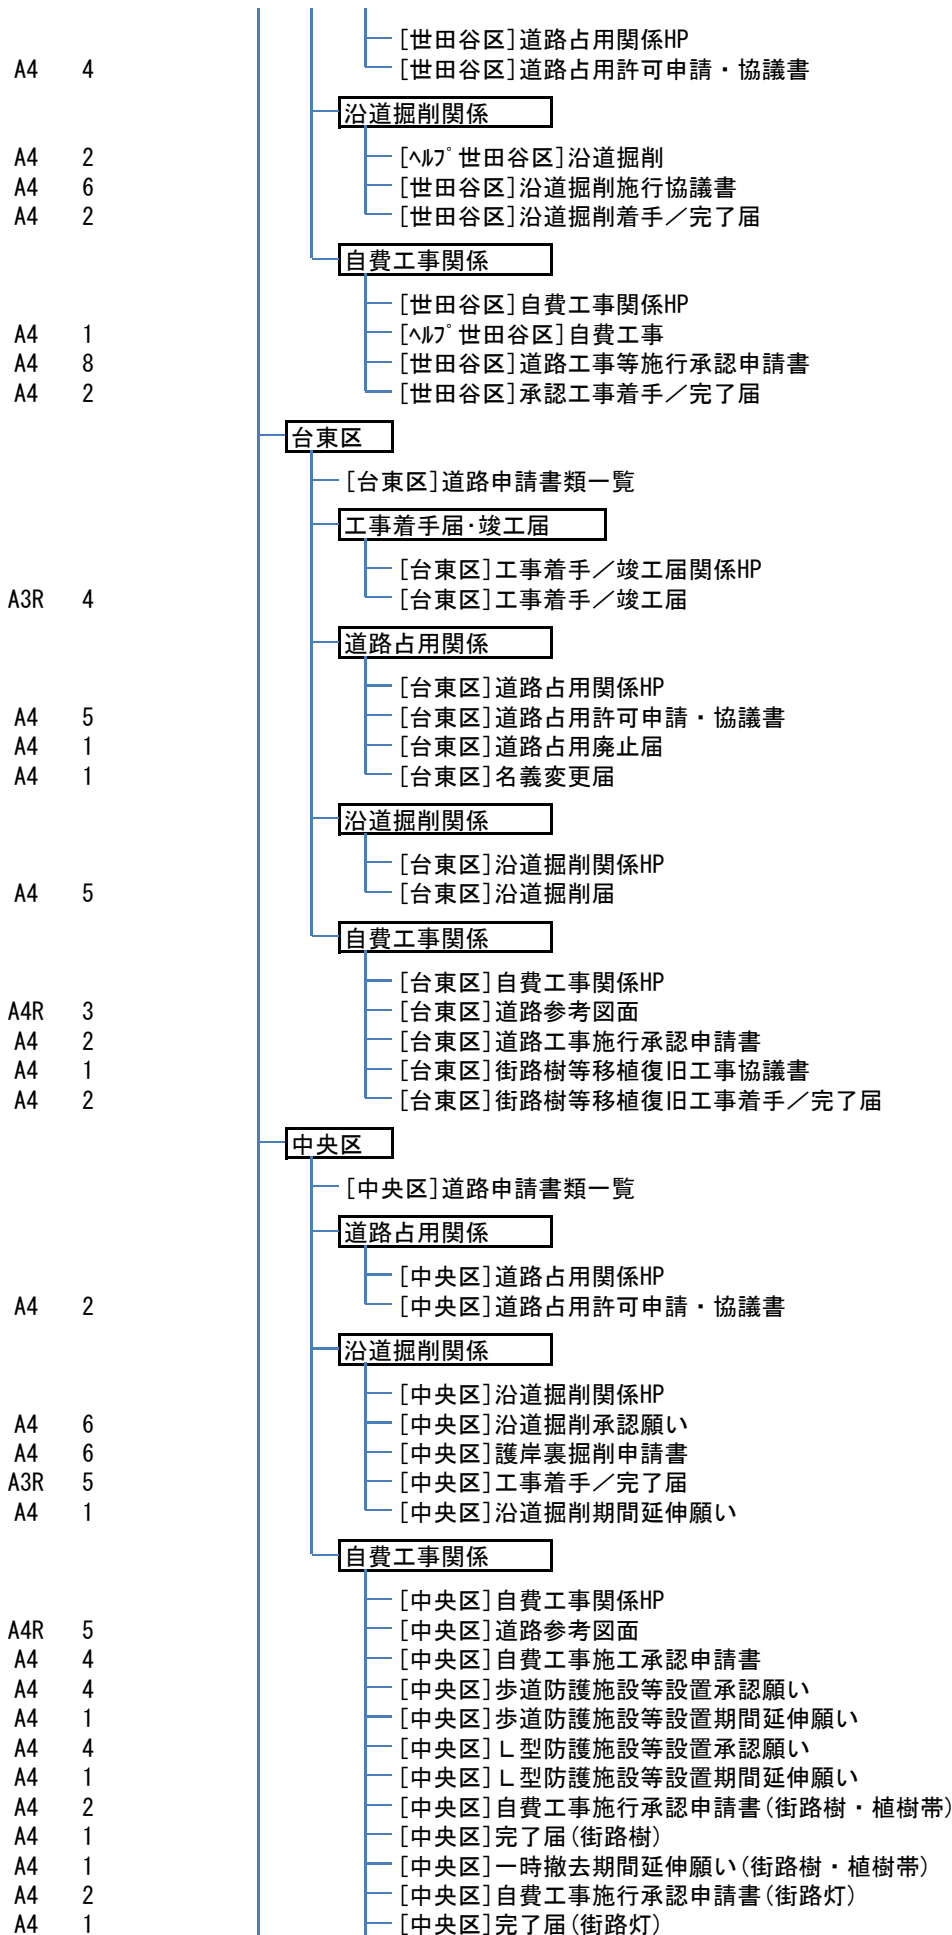 [世田谷区]道路占用関係HP
A4 4 [世田谷区]道路占用許可申請・協議書
沿道掘削関係
A4 2 [ﾍﾙﾌﾟ世田谷区]沿道掘削
A4 6 [世田谷区]沿道掘削施行協議書
A4 2 [世田谷区]沿道掘削着手／完了届
自費工事関係
[世田谷区]自費工事関係HP
A4 1 [ﾍﾙﾌﾟ世田谷区]自費工事
A4 8 [世田谷区]道路工事等施行承認申請書
A4 2 [世田谷区]承認工事着手／完了届
台東区
[台東区]道路申請書類一覧
工事着手届･竣工届
[台東区]工事着手／竣工届関係HP
A3R 4 [台東区]工事着手／竣工届
道路占用関係
[台東区]道路占用関係HP
A4 5 [台東区]道路占用許可申請・協議書
A4 1 [台東区]道路占用廃止届
A4 1 [台東区]名義変更届
沿道掘削関係
[台東区]沿道掘削関係HP
A4 5 [台東区]沿道掘削届
自費工事関係
[台東区]自費工事関係HP
A4R 3 [台東区]道路参考図面
A4 2 [台東区]道路工事施行承認申請書
A4 1 [台東区]街路樹等移植復旧工事協議書
A4 2 [台東区]街路樹等移植復旧工事着手／完了届
中央区
[中央区]道路申請書類一覧
道路占用関係
[中央区]道路占用関係HP
A4 2 [中央区]道路占用許可申請・協議書
沿道掘削関係
[中央区]沿道掘削関係HP
A4 6 [中央区]沿道掘削承認願い
A4 6 [中央区]護岸裏掘削申請書
A3R 5 [中央区]工事着手／完了届
A4 1 [中央区]沿道掘削期間延伸願い
自費工事関係
[中央区]自費工事関係HP
A4R 5 [中央区]道路参考図面
A4 4 [中央区]自費工事施工承認申請書
A4 4 [中央区]歩道防護施設等設置承認願い
A4 1 [中央区]歩道防護施設等設置期間延伸願い
A4 4 [中央区]Ｌ型防護施設等設置承認願い
A4 1 [中央区]Ｌ型防護施設等設置期間延伸願い
A4 2 [中央区]自費工事施行承認申請書(街路樹・植樹帯)
A4 1 [中央区]完了届(街路樹)
A4 1 [中央区]一時撤去期間延伸願い(街路樹・植樹帯)
A4 2 [中央区]自費工事施行承認申請書(街路灯)
A4 1 [中央区]完了届(街路灯)